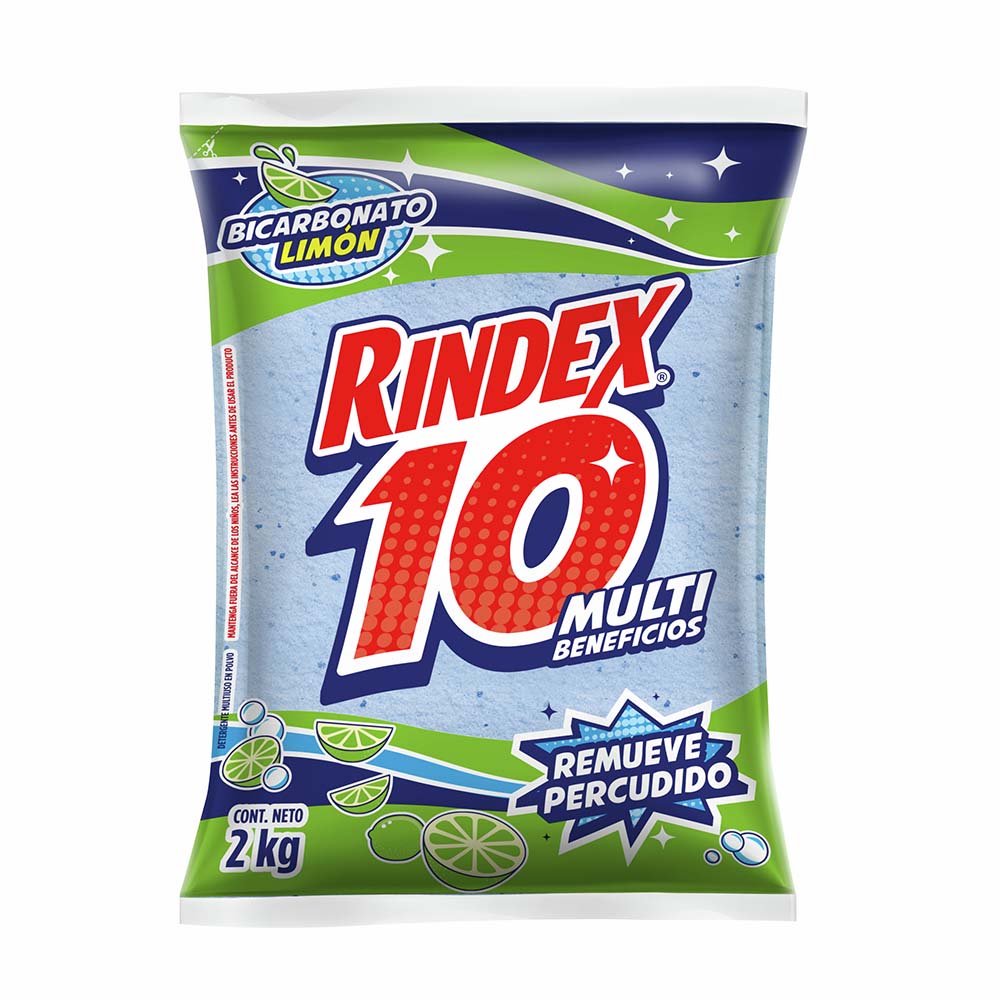 BICARBONATO
LIMÓN
RINDEX®
10
MULTI
BENEFICIOS
MANTENGA FUERA DEL ALCANCE DE LOS NIÑOS, LEA LAS INSTRUCCIONES ANTES DE USAR EL PRODUCTO
DETERGENTE MULTIUSO EN POLVO
REMUEVE
PERCUDIDO
CONT. NETO
2 kg